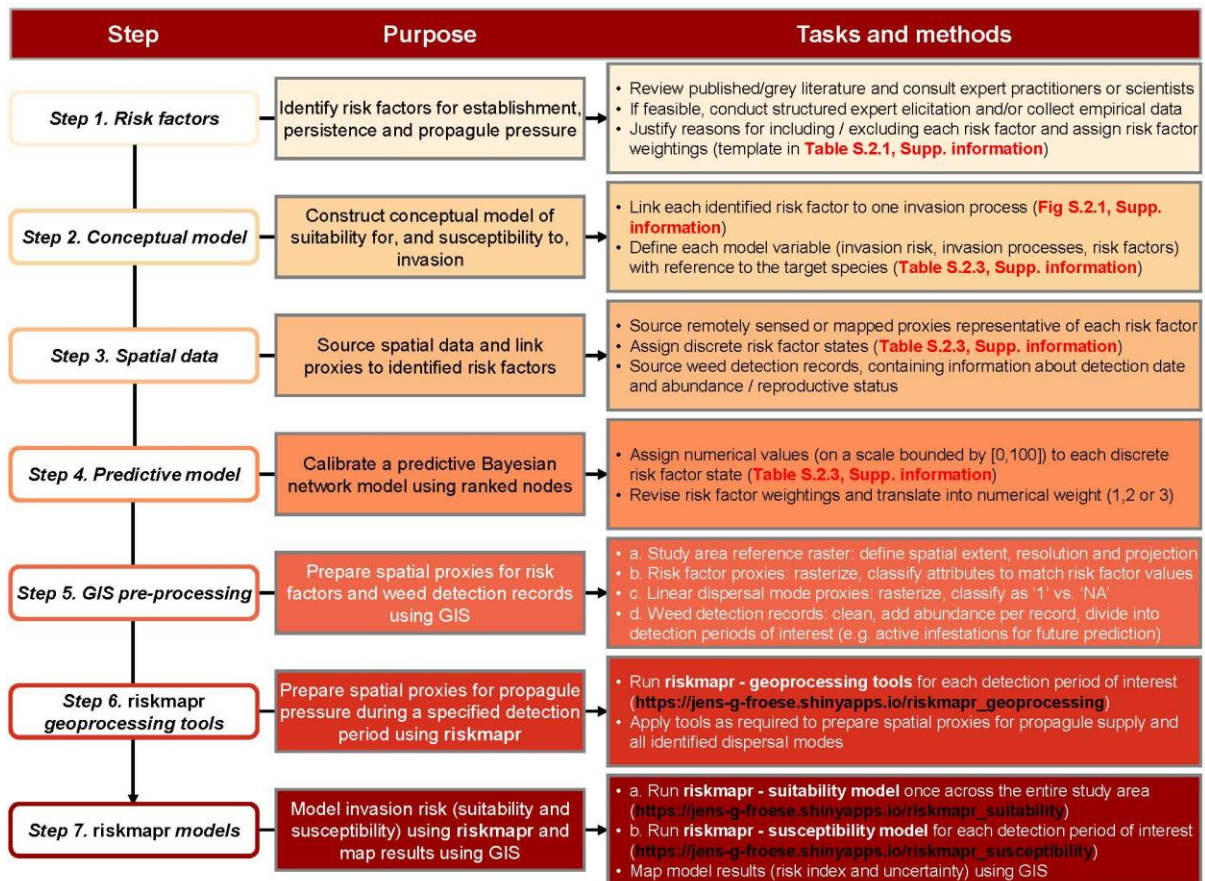 Step
Purpose
Tasks and methods
Step 1. Risk factors
Identify risk factors for establishment,
persistence and propagule pressure
• Review published/grey literature and consult expert practitioners or scientists
• If feasible, conduct structured expert elicitation and/or collect empirical data
• Justify reasons for including / excluding each risk factor and assign risk factor
weightings (template in Table S.2.1, Supp. information)
Step 2. Conceptual model
Construct conceptual model of
suitability for, and susceptibility to,
invasion
• Link each identified risk factor to one invasion process (Fig S.2.1, Supp.
information)
• Define each model variable (invasion risk, invasion processes, risk factors)
with reference to the target species (Table S.2.3, Supp. information)
Step 3. Spatial data
Source spatial data and link
proxies to identified risk factors
• Source remotely sensed or mapped proxies representative of each risk factor
• Assign discrete risk factor states (Table S.2.3, Supp. information)
• Source weed detection records, containing information about detection date
and abundance / reproductive status
Step 4. Predictive model
Calibrate a predictive Bayesian
network model using ranked nodes
• Assign numerical values (on a scale bounded by [0,100]) to each discrete
risk factor state (Table S.2.3, Supp. information)
• Revise risk factor weightings and translate into numerical weight (1,2 or 3)
Step 5. GIS pre-processing
Prepare spatial proxies for risk
factors and weed detection records
using GIS
• a. Study area reference raster: define spatial extent, resolution and projection
• b. Risk factor proxies: rasterize, classify attributes to match risk factor values
• c. Linear dispersal mode proxies: rasterize, classify as ‘1’ vs. ‘NA’
• d. Weed detection records: clean, add abundance per record, divide into
detection periods of interest (e.g. active infestations for future prediction)
Step 6. riskmapr
geoprocessing tools
Prepare spatial proxies for propagule
pressure during a specified detection
period using riskmapr
• Run riskmapr - geoprocessing tools for each detection period of interest
(https://jens-g-froese.shinyapps.io/riskmapr_geoprocessing)
• Apply tools as required to prepare spatial proxies for propagule supply and
all identified dispersal modes
Step 7. riskmapr models
Model invasion risk (suitability and
susceptibility) using riskmapr and
map results using GIS
• a. Run riskmapr - suitability model once across the entire study area
(https://jens-g-froese.shinyapps.io/riskmapr_suitability)
• b. Run riskmapr - susceptibility model for each detection period of interest
(https://jens-g-froese.shinyapps.io/riskmapr_susceptibility)
• Map model results (risk index and uncertainty) using GIS